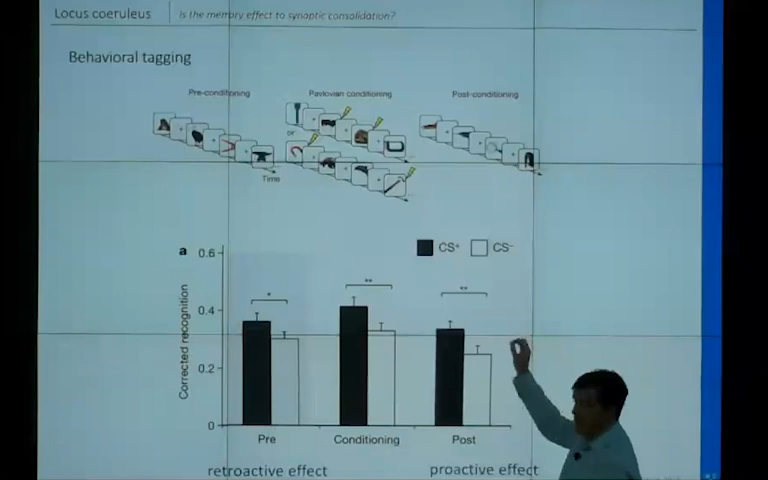 Locus coeruleus
Is the memory effect to synaptic consolidation?
Behavioral tagging
Pre-conditioning
Pavlovian conditioning
Post-conditioning
or
Time
a
CS+
CS−
Corrected recognition
0.6
0.4
0.2
0
*
**
**
Pre
Conditioning
Post
retroactive effect
proactive effect